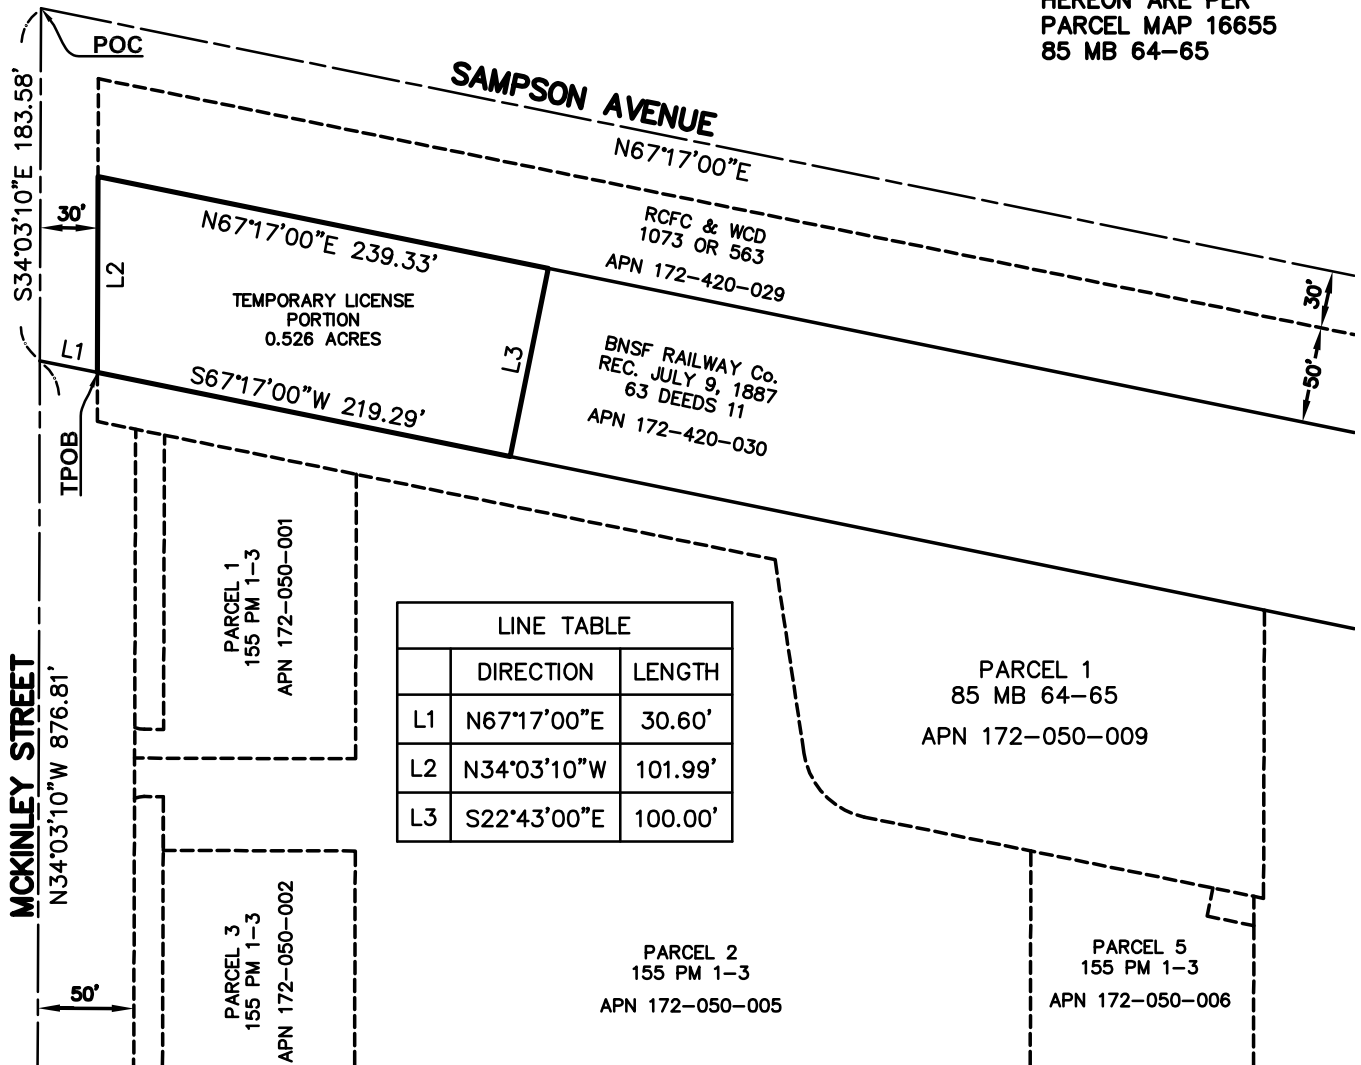 HEREON ARE PER
PARCEL MAP 16655
85 MB 64-65
POC
SAMPSON AVENUE
N67°17'00"E
S34°03'10"E 183.58'
30'
N67°17'00"E 239.33'
L2
RCFC & WCD
1073 OR 563
APN 172-420-029
30'
50'
TEMPORARY LICENSE
PORTION
0.526 ACRES
L3
L1
S67°17'00"W 219.29'
BNSF RAILWAY Co.
REC. JULY 9, 1887
63 DEEDS 11
APN 172-420-030
TPOB
PARCEL 1
155 PM 1-3
APN 172-050-001
LINE TABLE
DIRECTION LENGTH
L1 N67°17'00"E 30.60'
L2 N34°03'10"W 101.99'
L3 S22°43'00"E 100.00'
PARCEL 1
85 MB 64-65
APN 172-050-009
MCKINLEY STREET
N34°03'10"W 876.81'
PARCEL 3
155 PM 1-3
APN 172-050-002
50'
PARCEL 2
155 PM 1-3
APN 172-050-005
PARCEL 5
155 PM 1-3
APN 172-050-006